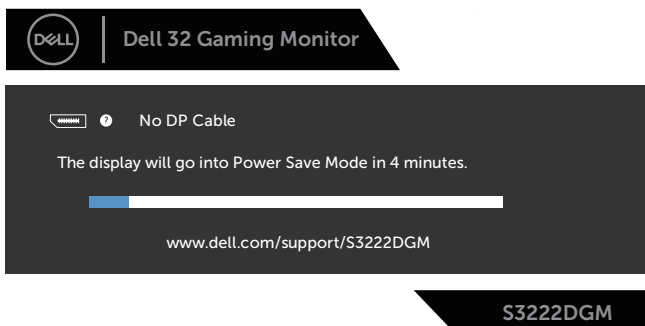 DELL
Dell 32 Gaming Monitor
? No DP Cable
The display will go into Power Save Mode in 4 minutes.
www.dell.com/support/S3222DGM
S3222DGM